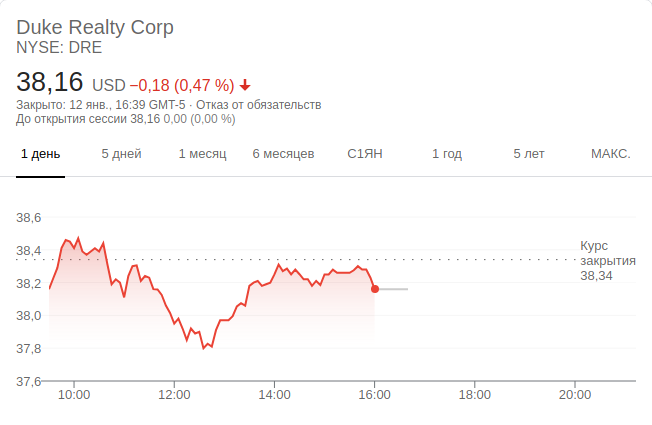 Duke Realty Corp
NYSE: DRE
38,16 USD −0,18 (0,47 %)
Закрыто: 12 янв., 16:39 GMT-5 · Отказ от обязательств
До открытия сессии 38,16 0,00 (0,00 %)
1 день 5 дней 1 месяц 6 месяцев С1ЯН 1 год 5 лет МАКС.
38,6
38,4
38,2
38,0
37,8
37,6
Курс
закрытия
38,34
10:00 12:00 14:00 16:00 18:00 20:00